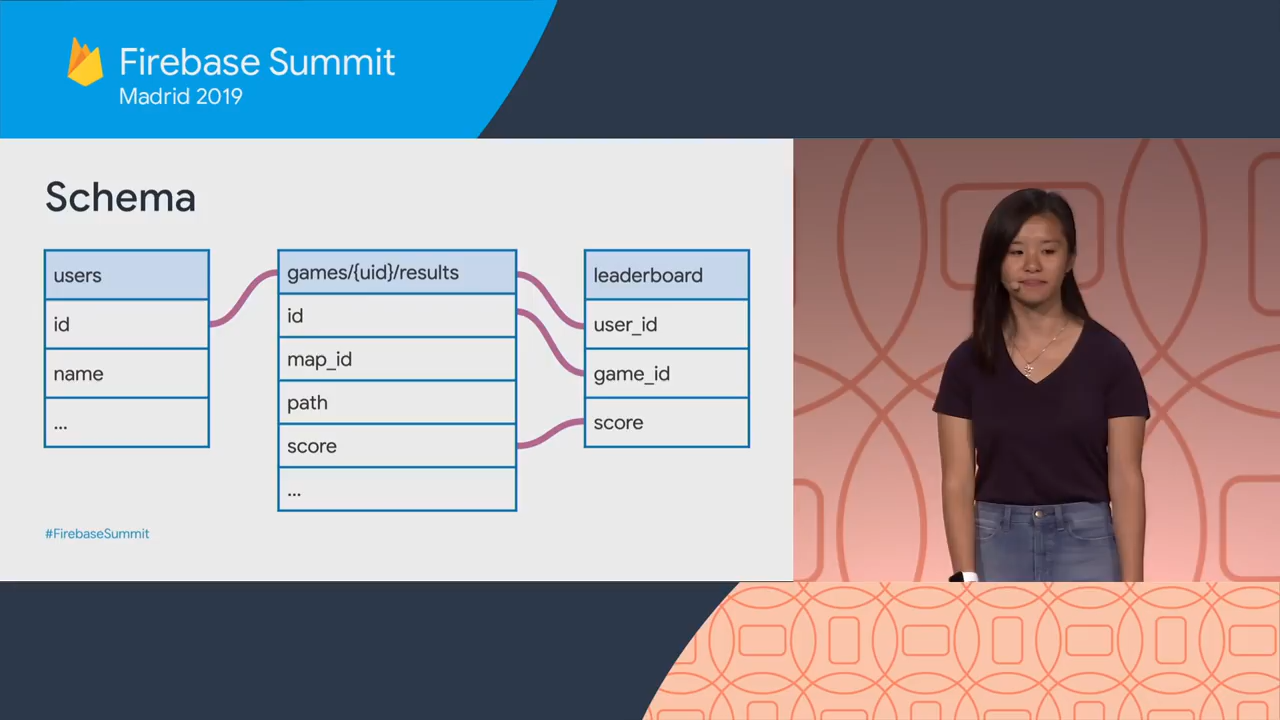 Firebase Summit
Madrid 2019
Schema
users
id
name
...
games/{uid}/results
id
map_id
path
score
...
leaderboard
user_id
game_id
score
#FirebaseSummit